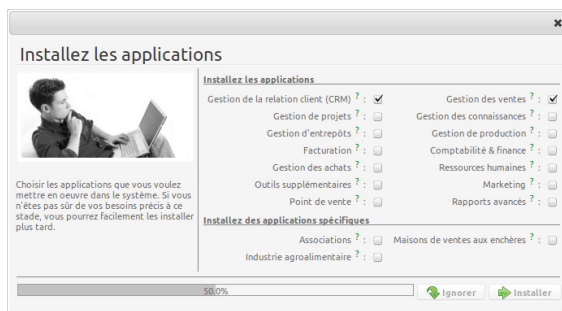 Installez les applications
Choisir les applications que vous voulez
mettre en oeuvre dans le système. Si vous
n'êtes pas sûr de vos besoins précis à ce
stade, vous pourrez facilement les installer
plus tard.
Installez les applications
Gestion de la relation client (CRM) ? :
Gestion des ventes ? :
Gestion de projets ? :
Gestion des connaissances ? :
Gestion d'entrepôts ? :
Gestion de production ? :
Facturation ? :
Comptabilité & finance ? :
Gestion des achats ? :
Ressources humaines ? :
Outils supplémentaires ? :
Marketing ? :
Point de vente ? :
Rapports avancés ? :
Installez des applications spécifiques
Associations ? :
Maisons de ventes aux enchères ? :
Industrie agroalimentaire ? :
50.0%
Ignorer
Installer